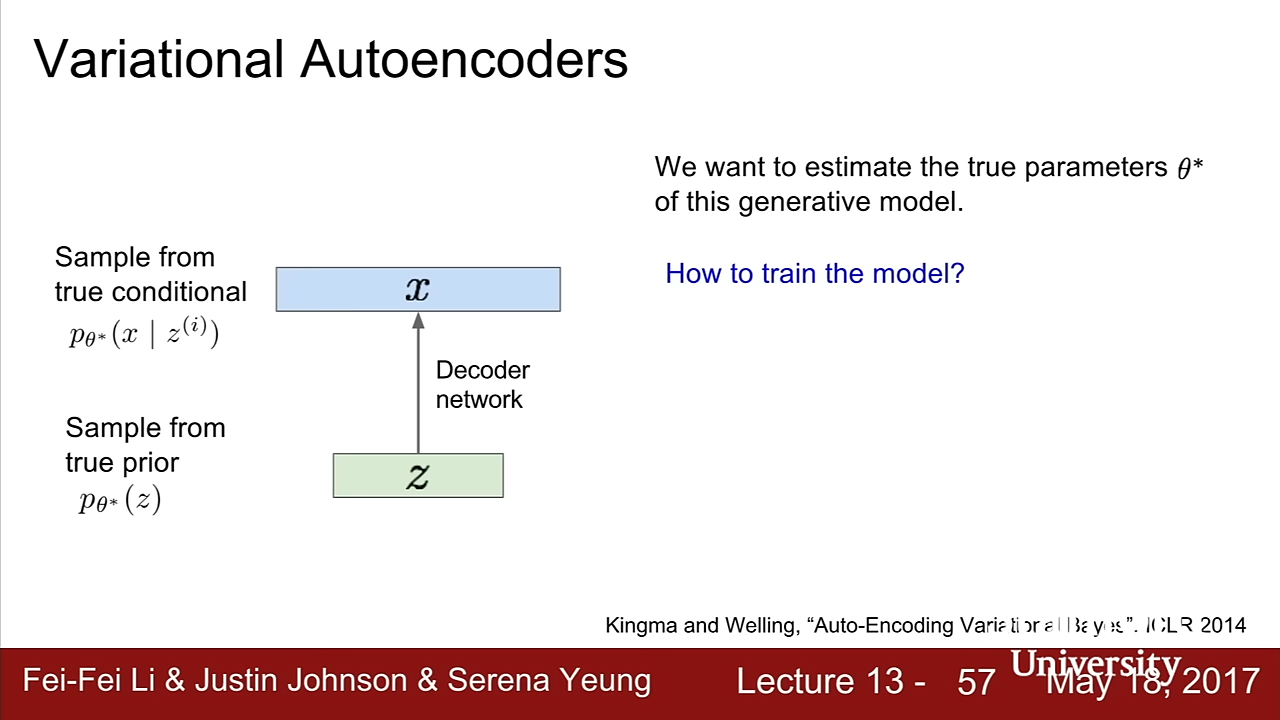 Variational Autoencoders
We want to estimate the true parameters θ*
of this generative model.
How to train the model?
Sample from
true conditional
p_θ*(x | z^(i))
x
Decoder
network
Sample from
true prior
p_θ*(z)
z
Kingma and Welling, “Auto-Encoding Variational Bayes”, ICLR 2014
Fei-Fei Li & Justin Johnson & Serena Yeung
Lecture 13 - 57
May 18, 2017
University